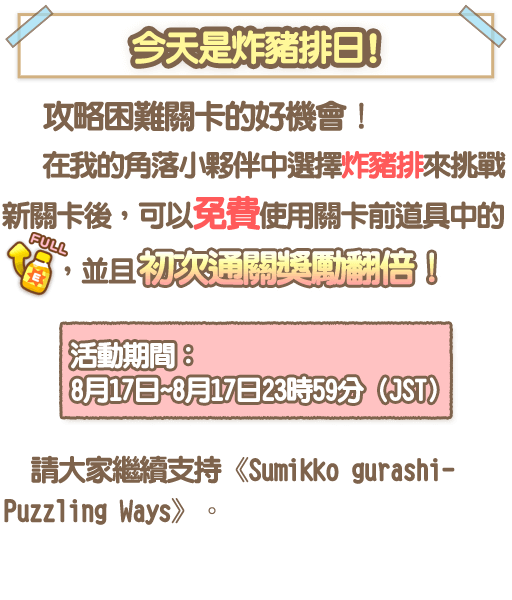 今天是炸豬排日!
攻略困難關卡的好機會！
在我的角落小夥伴中選擇炸豬排來挑戰
新關卡後，可以免費使用關卡前道具中的
FULL
E
，並且初次通關獎勵翻倍！
活動期間：
8月17日~8月17日23時59分（JST）
請大家繼續支持《Sumikko gurashi-
Puzzling Ways》。